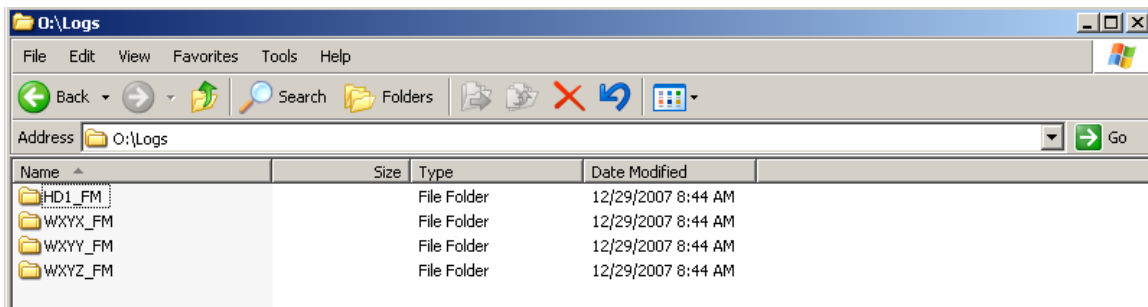 O:\Logs
File Edit View Favorites Tools Help
Back Search Folders
Address O:\Logs Go
Name Size Type Date Modified
HD1_FM File Folder 12/29/2007 8:44 AM
WXYX_FM File Folder 12/29/2007 8:44 AM
WXYY_FM File Folder 12/29/2007 8:44 AM
WXYZ_FM File Folder 12/29/2007 8:44 AM